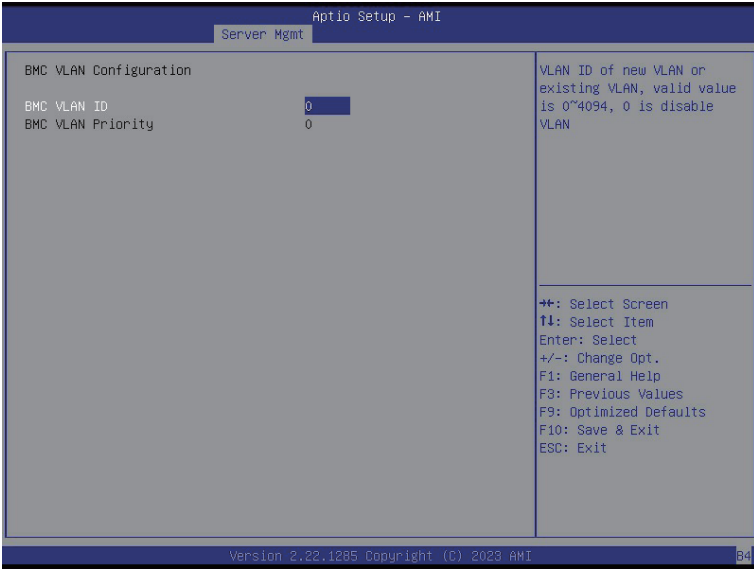 Aptio Setup – AMI
Server Mgmt
BMC VLAN Configuration
BMC VLAN ID 0
BMC VLAN Priority 0
VLAN ID of new VLAN or
existing VLAN, valid value
is 0~4094, 0 is disable
VLAN
→←: Select Screen
↑↓: Select Item
Enter: Select
+/-: Change Opt.
F1: General Help
F3: Previous Values
F9: Optimized Defaults
F10: Save & Exit
ESC: Exit
Version 2.22.1285 Copyright (C) 2023 AMI
B4